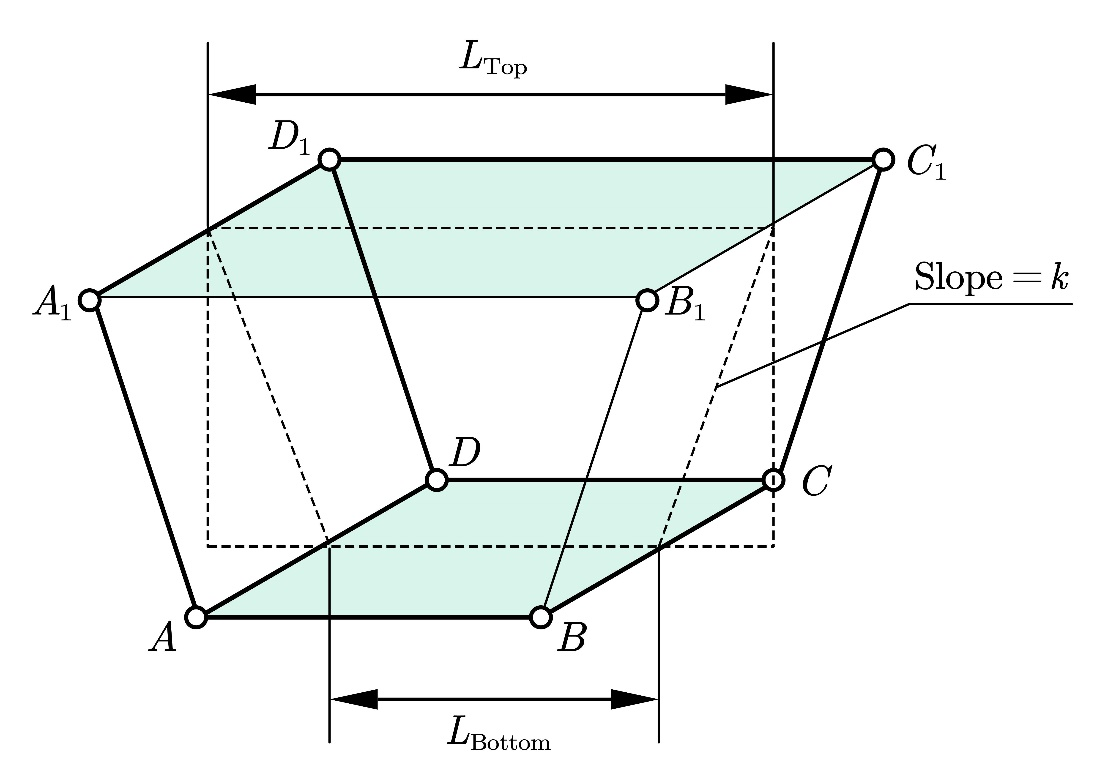 L_Top
D_1
C_1
Slope = k
A_1
B_1
D
C
A
B
L_Bottom